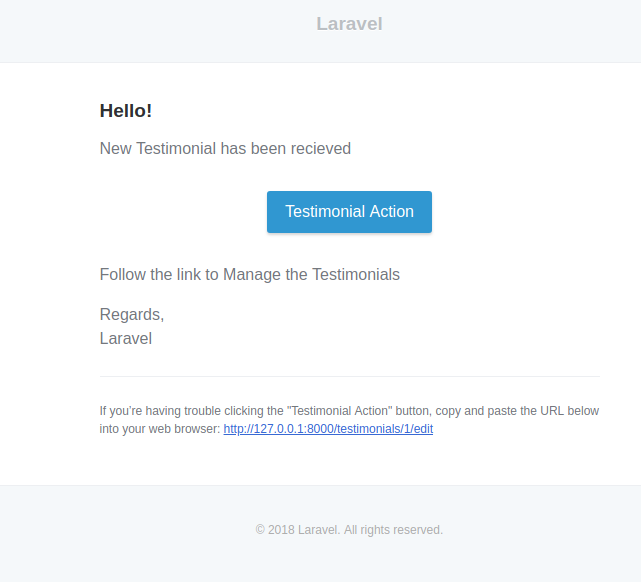 Laravel
Hello!
New Testimonial has been recieved
Testimonial Action
Follow the link to Manage the Testimonials
Regards,
Laravel
If you’re having trouble clicking the "Testimonial Action" button, copy and paste the URL below
into your web browser: http://127.0.0.1:8000/testimonials/1/edit
© 2018 Laravel. All rights reserved.